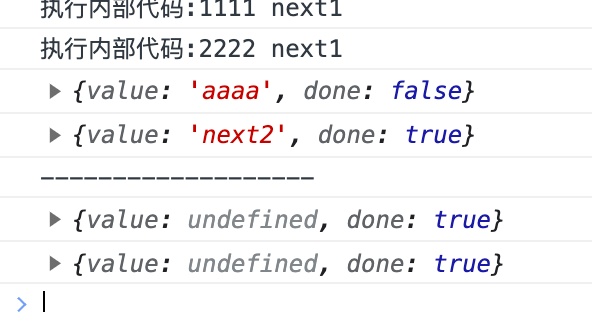 执行内部代码:1111 next1
执行内部代码:2222 next1
{value: 'aaaa', done: false}
{value: 'next2', done: true}
-------------------
{value: undefined, done: true}
{value: undefined, done: true}